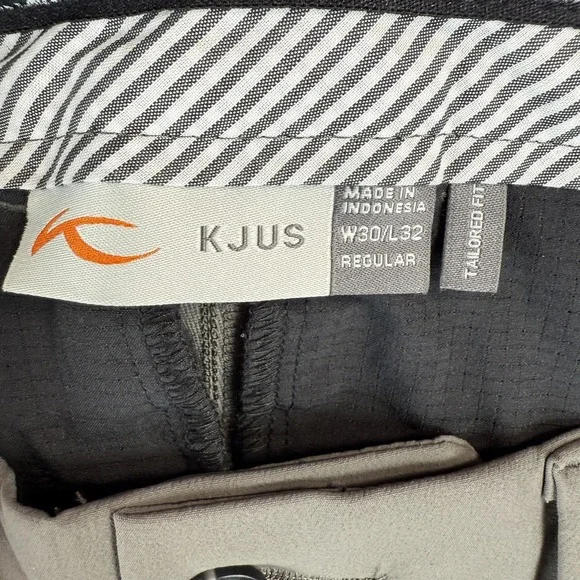 KJUS
MADE IN
INDONESIA
W30/L32
REGULAR
TAILORED FIT